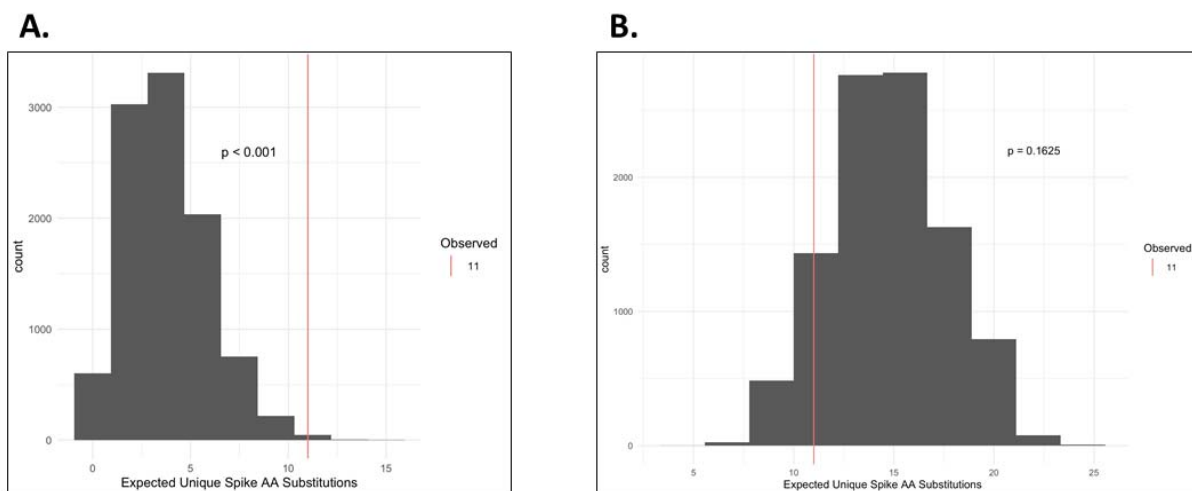 A.
B.
3000
2000
1000
0
count
p < 0.001
0
5
10
15
Expected Unique Spike AA Substitutions
Observed
11
2000
1000
0
count
p = 0.1625
5
10
15
20
25
Expected Unique Spike AA Substitutions
Observed
11